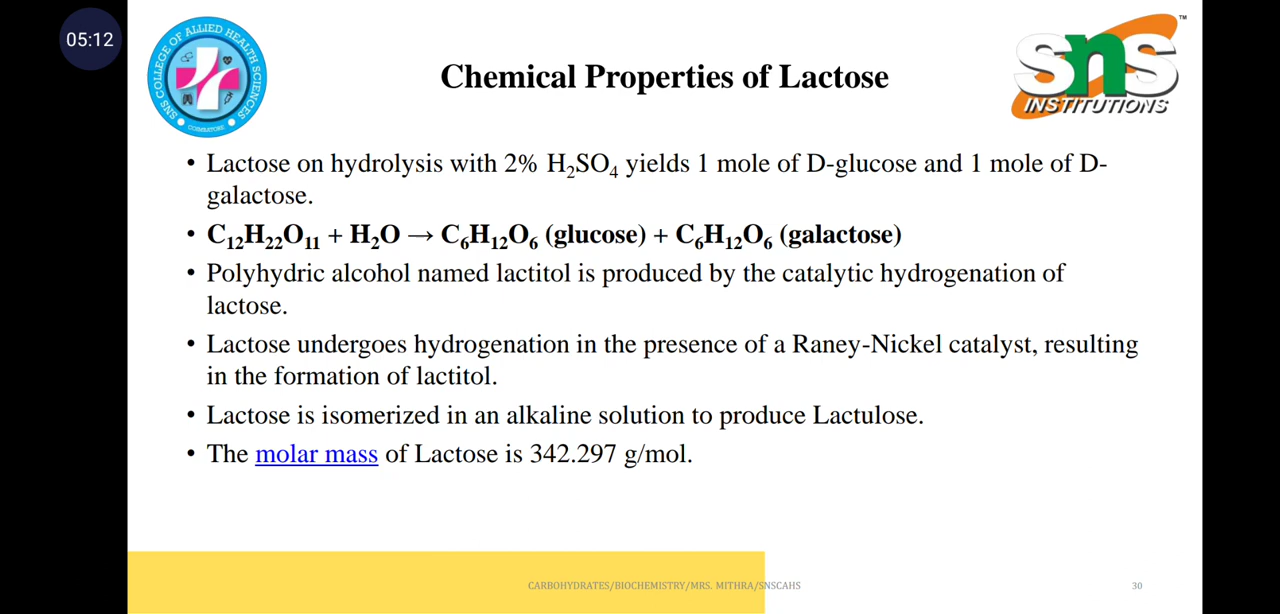 05:12
SNS COLLEGE OF ALLIED HEALTH SCIENCES
COIMBATORE
SnS
INSTITUTIONS
TM
Chemical Properties of Lactose
• Lactose on hydrolysis with 2% H₂SO₄ yields 1 mole of D-glucose and 1 mole of D-
galactose.
• C₁₂H₂₂O₁₁ + H₂O → C₆H₁₂O₆ (glucose) + C₆H₁₂O₆ (galactose)
• Polyhydric alcohol named lactitol is produced by the catalytic hydrogenation of
lactose.
• Lactose undergoes hydrogenation in the presence of a Raney-Nickel catalyst, resulting
in the formation of lactitol.
• Lactose is isomerized in an alkaline solution to produce Lactulose.
• The molar mass of Lactose is 342.297 g/mol.
CARBOHYDRATES/BIOCHEMISTRY/MRS. MITHRA/SNSCAHS
30